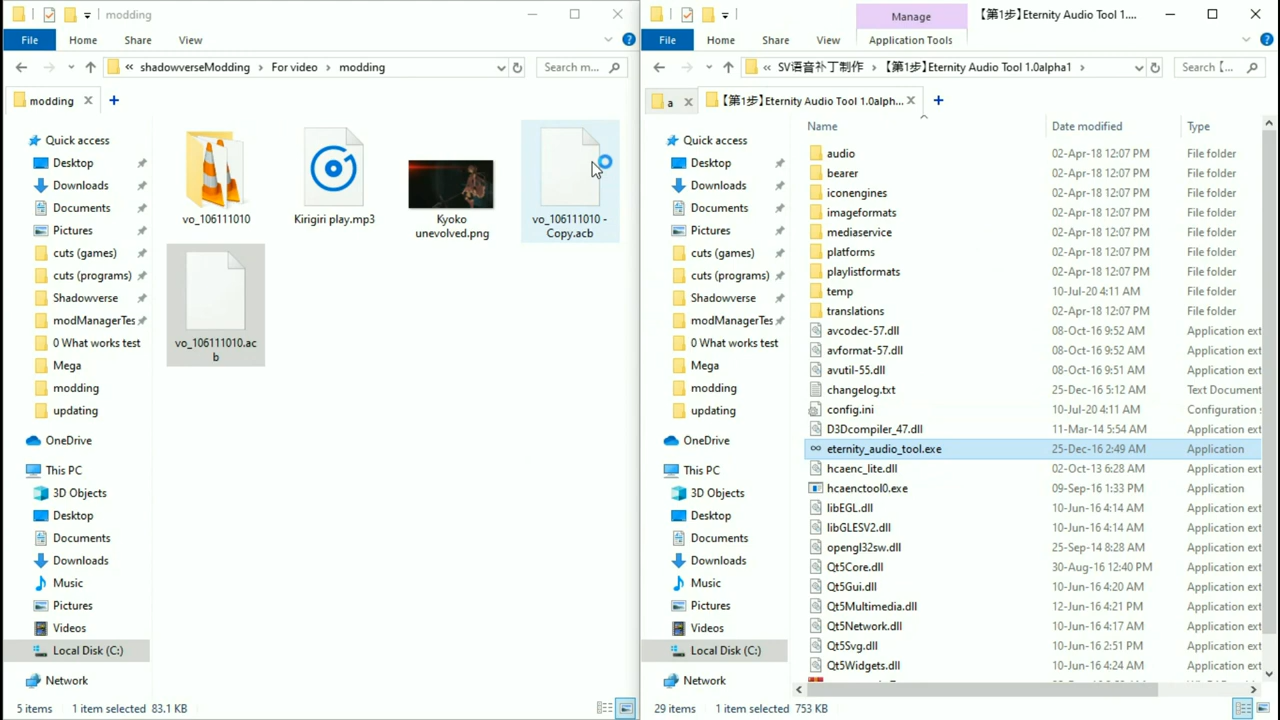 modding
File
Home
Share
View
« shadowverseModding > For video > modding
Search m...
modding
Quick access
Desktop
Downloads
Documents
Pictures
cuts (games)
cuts (programs)
Shadowverse
modManagerTes
0 What works test
Mega
modding
updating
OneDrive
This PC
3D Objects
Desktop
Documents
Downloads
Music
Pictures
Videos
Local Disk (C:)
Network
vo_106111010
Kirigiri play.mp3
Kyoko
unevolved.png
vo_106111010 -
Copy.acb
vo_106111010.ac
b
5 items
1 item selected 83.1 KB
Manage
【第1步】Eternity Audio Tool 1.0....
File
Home
Share
View
Application Tools
« SV语音补丁制作 > 【第1步】Eternity Audio Tool 1.0alpha1 >
Search [...
a
【第1步】Eternity Audio Tool 1.0alph...
Quick access
Desktop
Downloads
Documents
Pictures
cuts (games)
cuts (programs)
Shadowverse
modManagerTes
0 What works test
Mega
modding
updating
OneDrive
This PC
3D Objects
Desktop
Documents
Downloads
Music
Pictures
Videos
Local Disk (C:)
Network
Name Date modified Type
audio 02-Apr-18 12:07 PM File folder
bearer 02-Apr-18 12:07 PM File folder
iconengines 02-Apr-18 12:07 PM File folder
imageformats 02-Apr-18 12:07 PM File folder
mediaservice 02-Apr-18 12:07 PM File folder
platforms 02-Apr-18 12:07 PM File folder
playlistformats 02-Apr-18 12:07 PM File folder
temp 10-Jul-20 4:11 AM File folder
translations 02-Apr-18 12:07 PM File folder
avcodec-57.dll 08-Oct-16 9:52 AM Application ext
avformat-57.dll 08-Oct-16 9:52 AM Application ext
avutil-55.dll 08-Oct-16 9:51 AM Application ext
changelog.txt 25-Dec-16 5:12 AM Text Document
config.ini 10-Jul-20 4:11 AM Configuration s
D3Dcompiler_47.dll 11-Mar-14 5:54 AM Application ext
eternity_audio_tool.exe 25-Dec-16 2:49 AM Application
hcaenc_lite.dll 02-Oct-13 6:28 AM Application ext
hcaenctool0.exe 09-Sep-16 1:33 PM Application
libEGL.dll 10-Jun-16 4:14 AM Application ext
libGLESV2.dll 10-Jun-16 4:14 AM Application ext
opengl32sw.dll 25-Sep-14 8:28 AM Application ext
Qt5Core.dll 30-Aug-16 12:40 PM Application ext
Qt5Gui.dll 10-Jun-16 4:20 AM Application ext
Qt5Multimedia.dll 12-Jun-16 4:21 PM Application ext
Qt5Network.dll 10-Jun-16 4:17 AM Application ext
Qt5Svg.dll 10-Jun-16 2:51 PM Application ext
Qt5Widgets.dll 10-Jun-16 4:24 AM Application ext
29 items
1 item selected 753 KB